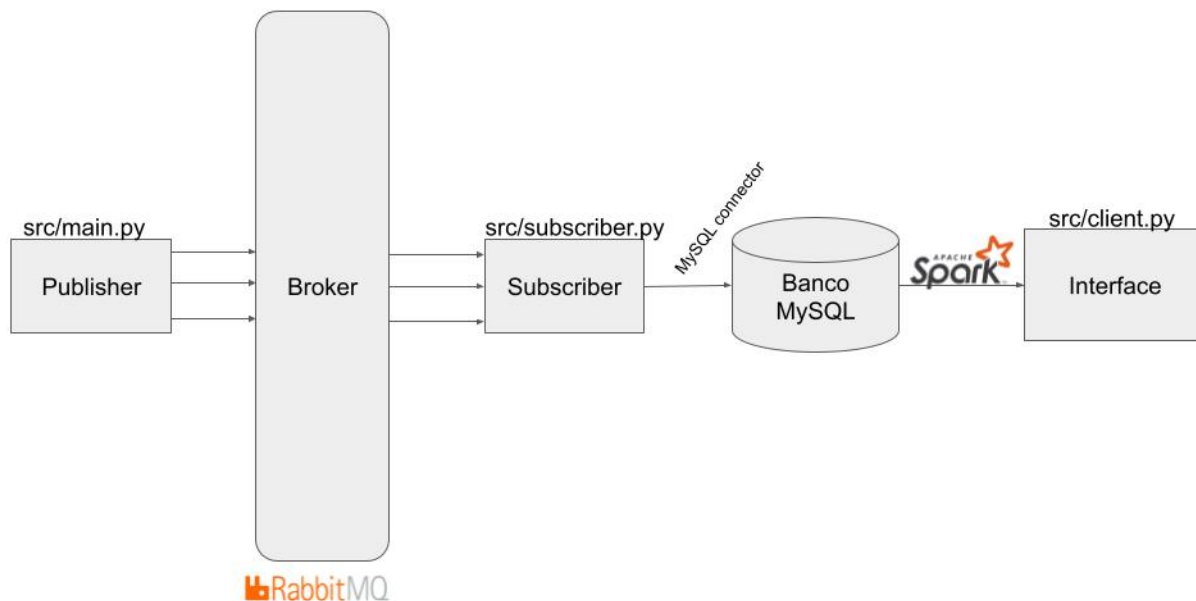 src/main.py
Publisher
Broker
RabbitMQ
src/subscriber.py
Subscriber
MySQL connector
Banco
MySQL
APACHE
Spark
src/client.py
Interface